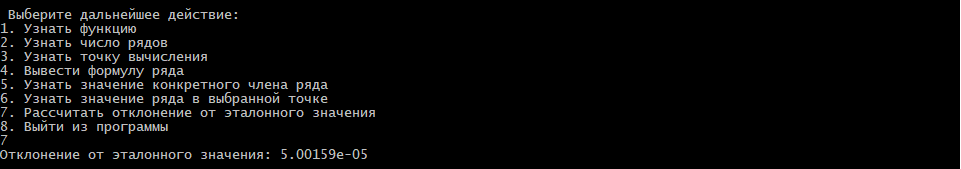 Выберите дальнейшее действие:
1. Узнать функцию
2. Узнать число рядов
3. Узнать точку вычисления
4. Вывести формулу ряда
5. Узнать значение конкретного члена ряда
6. Узнать значение ряда в выбранной точке
7. Рассчитать отклонение от эталонного значения
8. Выйти из программы
7
Отклонение от эталонного значения: 5.00159e-05